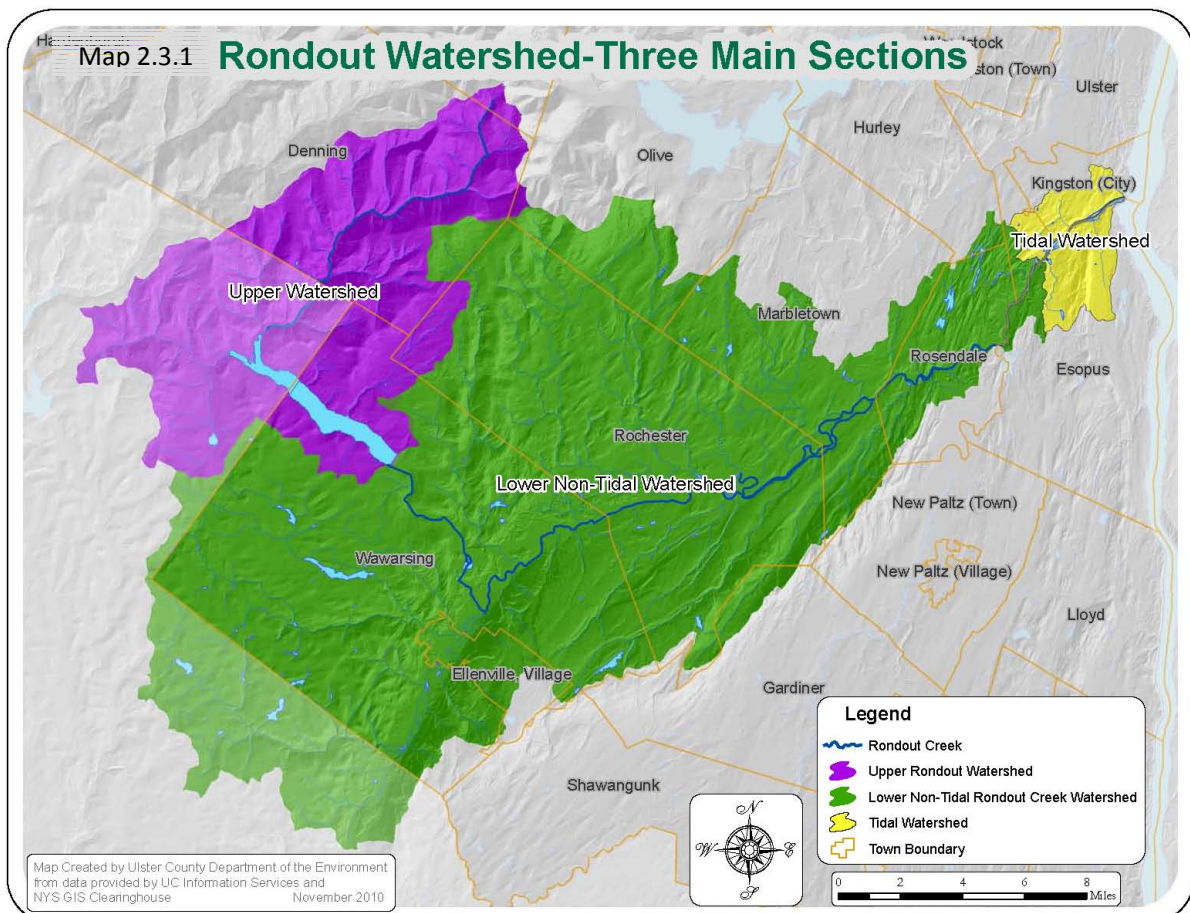 Map 2.3.1
Rondout Watershed-Three Main Sections
Woodstock
Kingston (Town)
Ulster
Hurley
Denning
Olive
Kingston (City)
Tidal Watershed
Upper Watershed
Marbletown
Rosendale
Esopus
Rochester
Lower Non-Tidal Watershed
New Paltz (Town)
Wawarsing
New Paltz (Village)
Lloyd
Ellenville, Village
Gardiner
Shawangunk
Legend
Rondout Creek
Upper Rondout Watershed
Lower Non-Tidal Rondout Creek Watershed
Tidal Watershed
Town Boundary
N
W E
S
0 2 4 6 8
Miles
Map Created by Ulster County Department of the Environment
from data provided by UC Information Services and
NYS GIS Clearinghouse November 2010